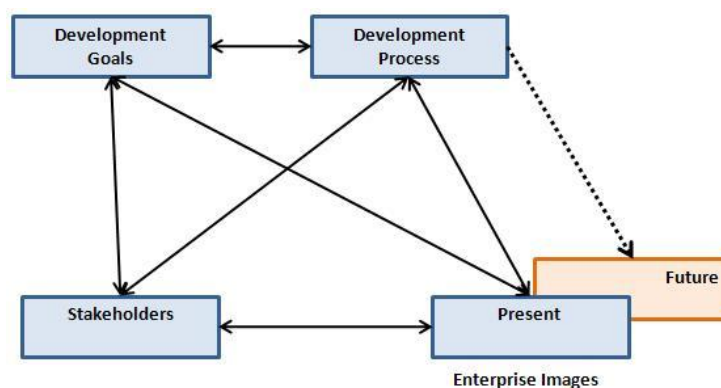 Development
Goals
Development
Process
Future
Stakeholders
Present
Enterprise Images